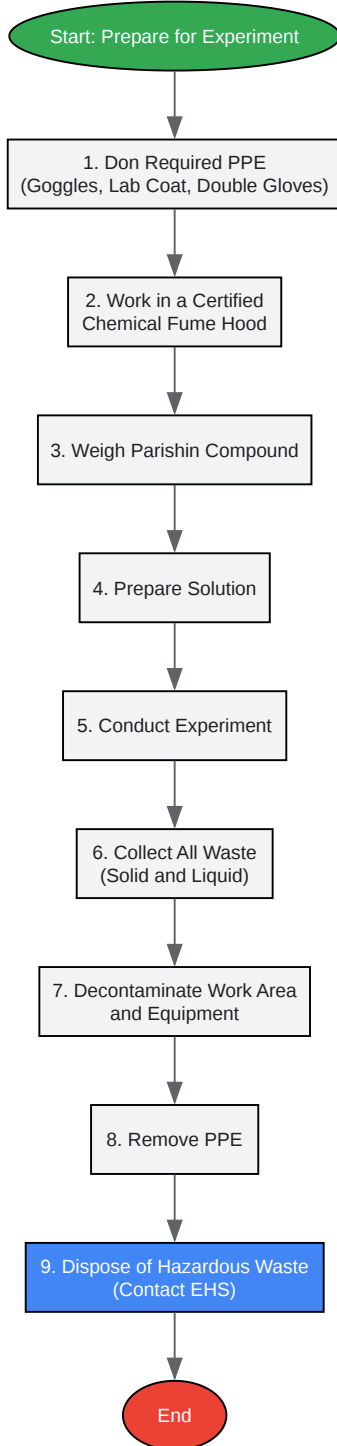 Start: Prepare for Experiment
1. Don Required PPE
(Goggles, Lab Coat, Double Gloves)
2. Work in a Certified
Chemical Fume Hood
3. Weigh Parishin Compound
4. Prepare Solution
5. Conduct Experiment
6. Collect All Waste
(Solid and Liquid)
7. Decontaminate Work Area
and Equipment
8. Remove PPE
9. Dispose of Hazardous Waste
(Contact EHS)
End